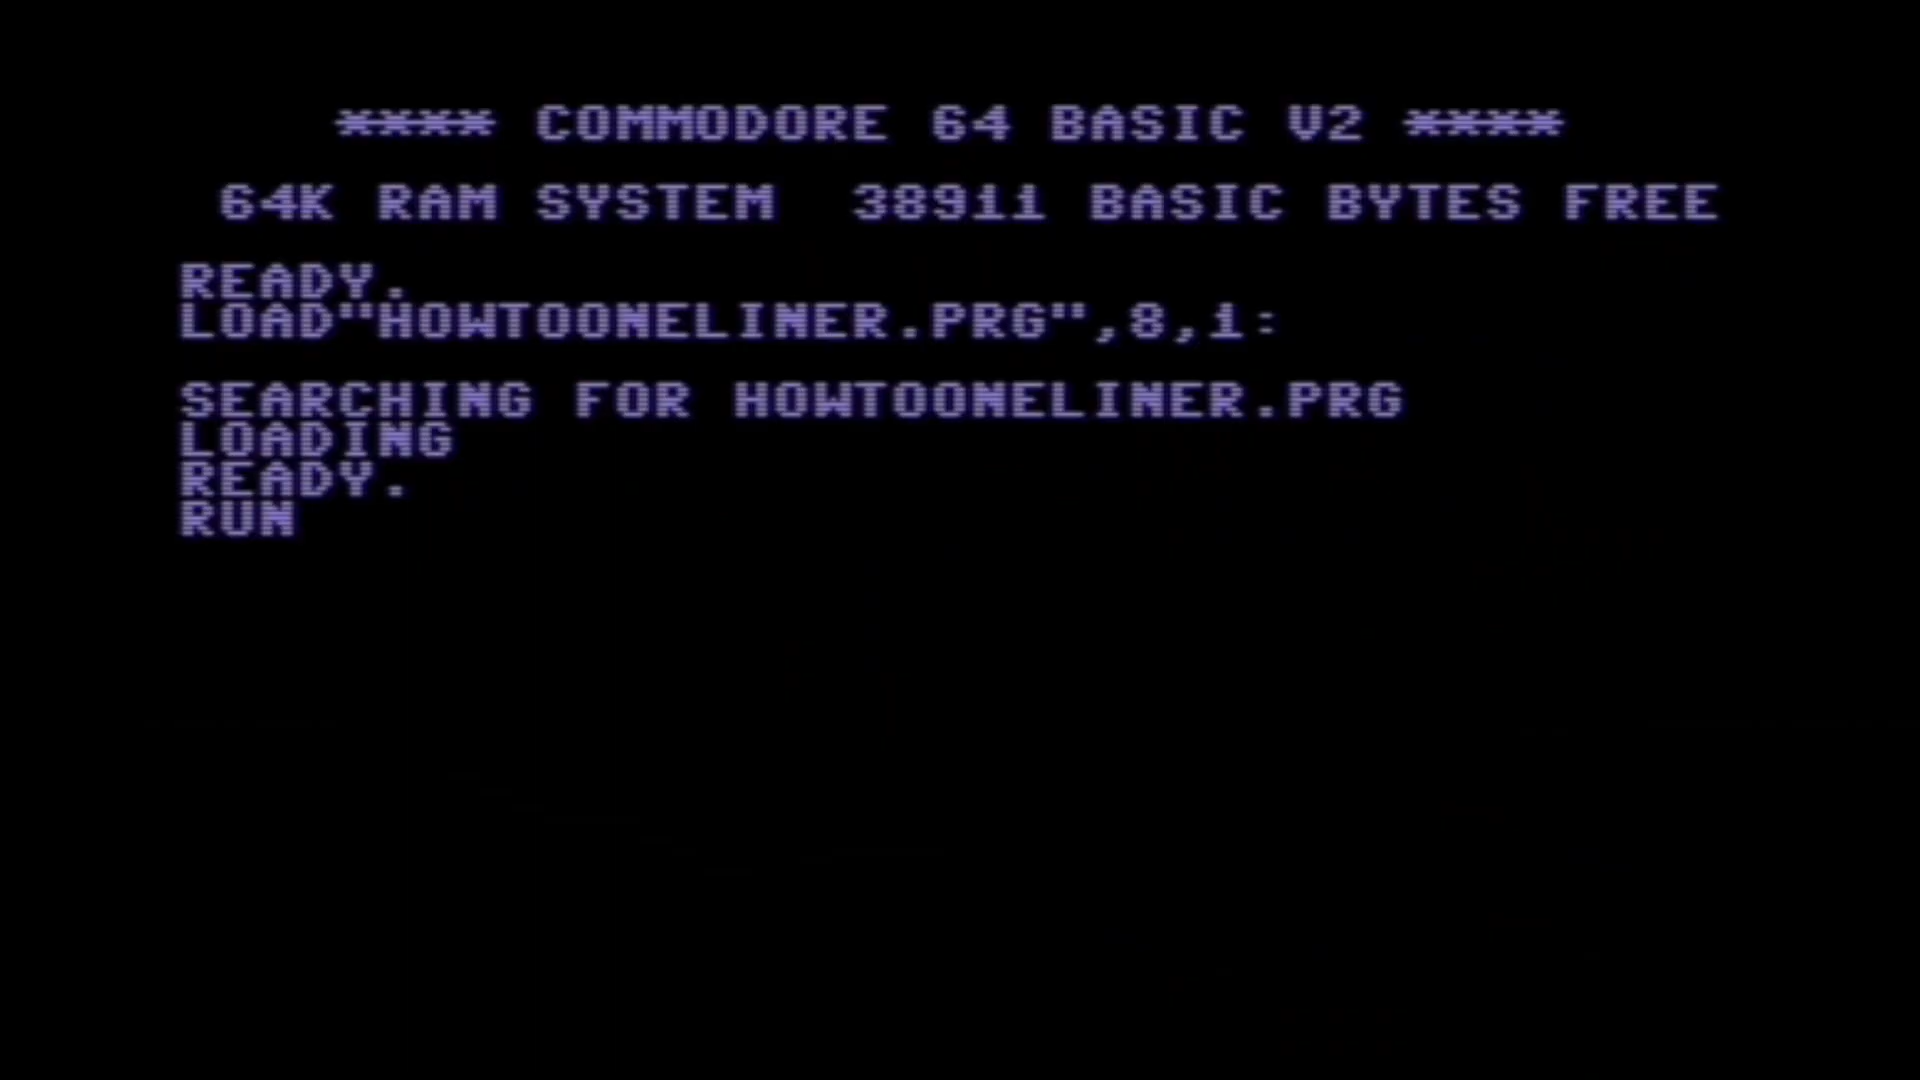 **** COMMODORE 64 BASIC V2 ****
64K RAM SYSTEM  38911 BASIC BYTES FREE
READY.
LOAD"HOWTOONELINER.PRG",8,1:
SEARCHING FOR HOWTOONELINER.PRG
LOADING
READY.
RUN